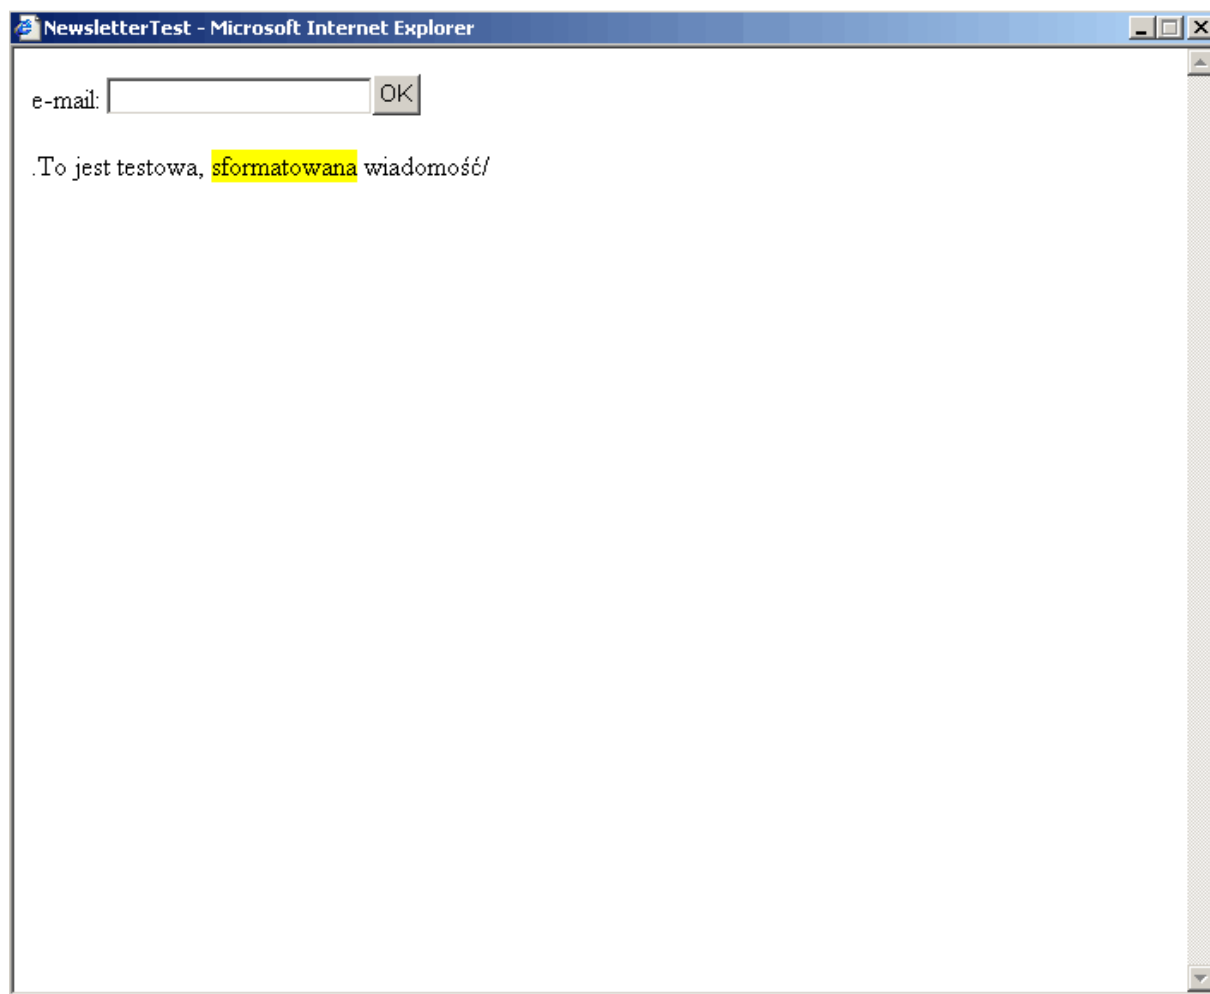 NewsletterTest - Microsoft Internet Explorer
e-mail: OK
.To jest testowa, sformatowana wiadomość/